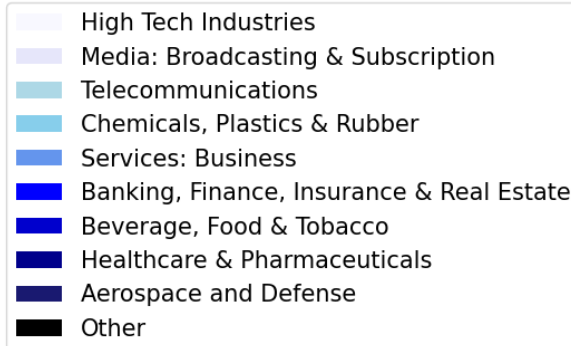 High Tech Industries
Media: Broadcasting & Subscription
Telecommunications
Chemicals, Plastics & Rubber
Services: Business
Banking, Finance, Insurance & Real Estate
Beverage, Food & Tobacco
Healthcare & Pharmaceuticals
Aerospace and Defense
Other